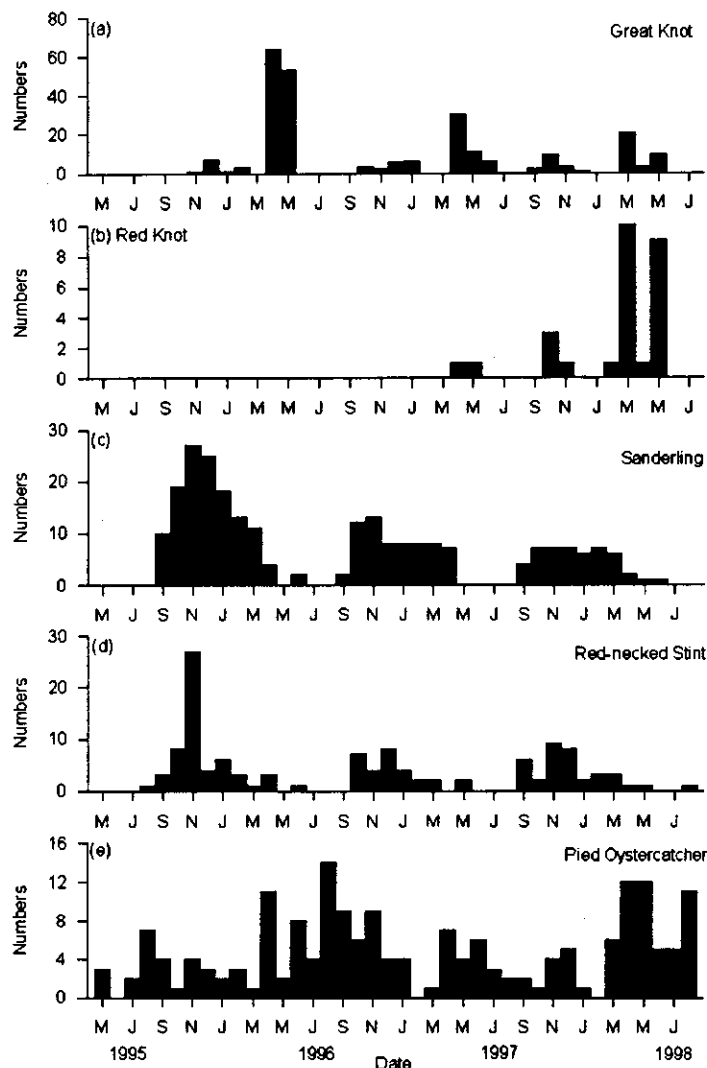 (a) Great Knot
Numbers
80
60
40
20
0
M J S N J M M J S N J M M J S N J M M J
(b) Red Knot
Numbers
10
8
6
4
2
0
M J S N J M M J S N J M M J S N J M M J
(c) Sanderling
Numbers
30
20
10
0
M J S N J M M J S N J M M J S N J M M J
(d) Red-necked Stint
Numbers
30
20
10
0
M J S N J M M J S N J M M J S N J M M J
(e) Pied Oystercatcher
Numbers
16
12
8
4
0
M J S N J M M J S N J M M J S N J M M J
1995 1996 1997 1998
Date